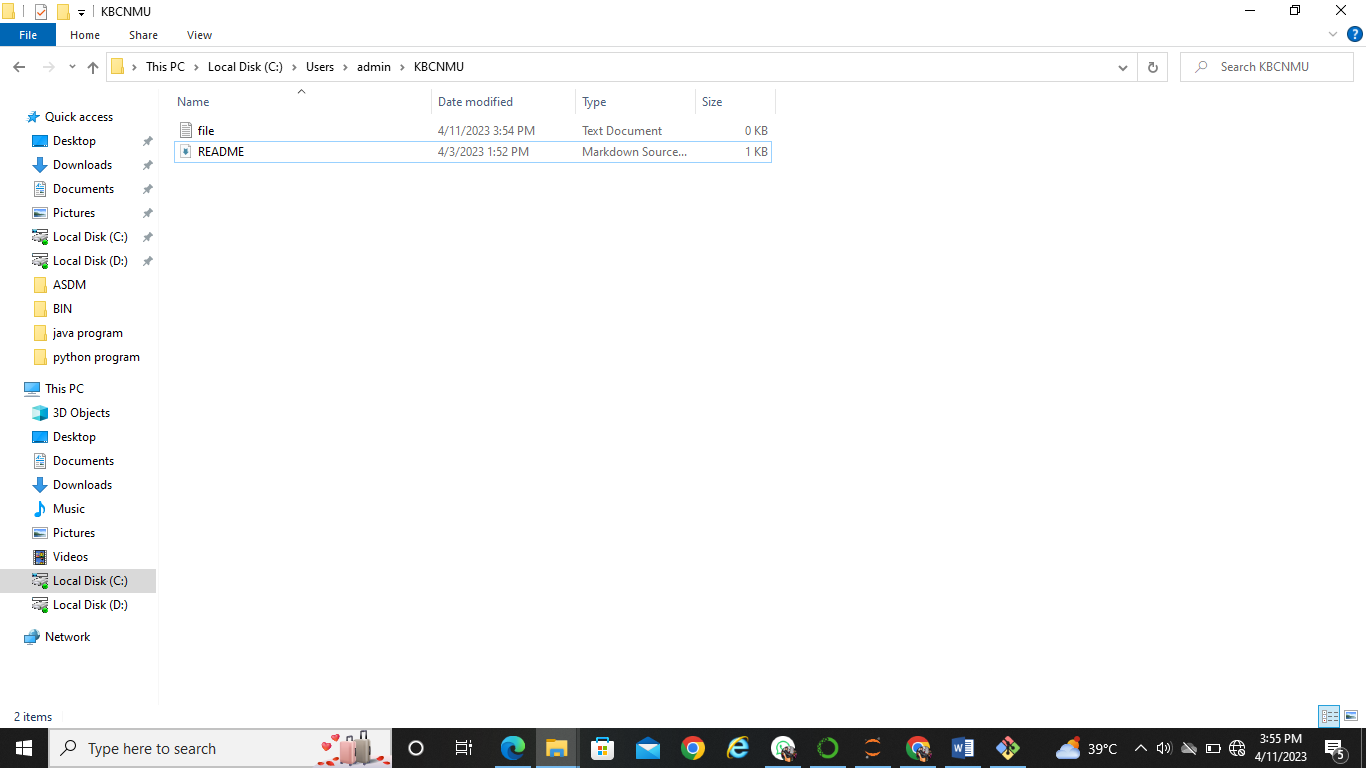 KBCNMU
File Home Share View
This PC Local Disk (C:) Users admin KBCNMU
Search KBCNMU
Name Date modified Type Size
file 4/11/2023 3:54 PM Text Document 0 KB
README 4/3/2023 1:52 PM Markdown Source... 1 KB
Quick access
Desktop
Downloads
Documents
Pictures
Local Disk (C:)
Local Disk (D:)
ASDM
BIN
java program
python program
This PC
3D Objects
Desktop
Documents
Downloads
Music
Pictures
Videos
Local Disk (C:)
Local Disk (D:)
Network
2 items
Type here to search
39°C
3:55 PM
4/11/2023
5